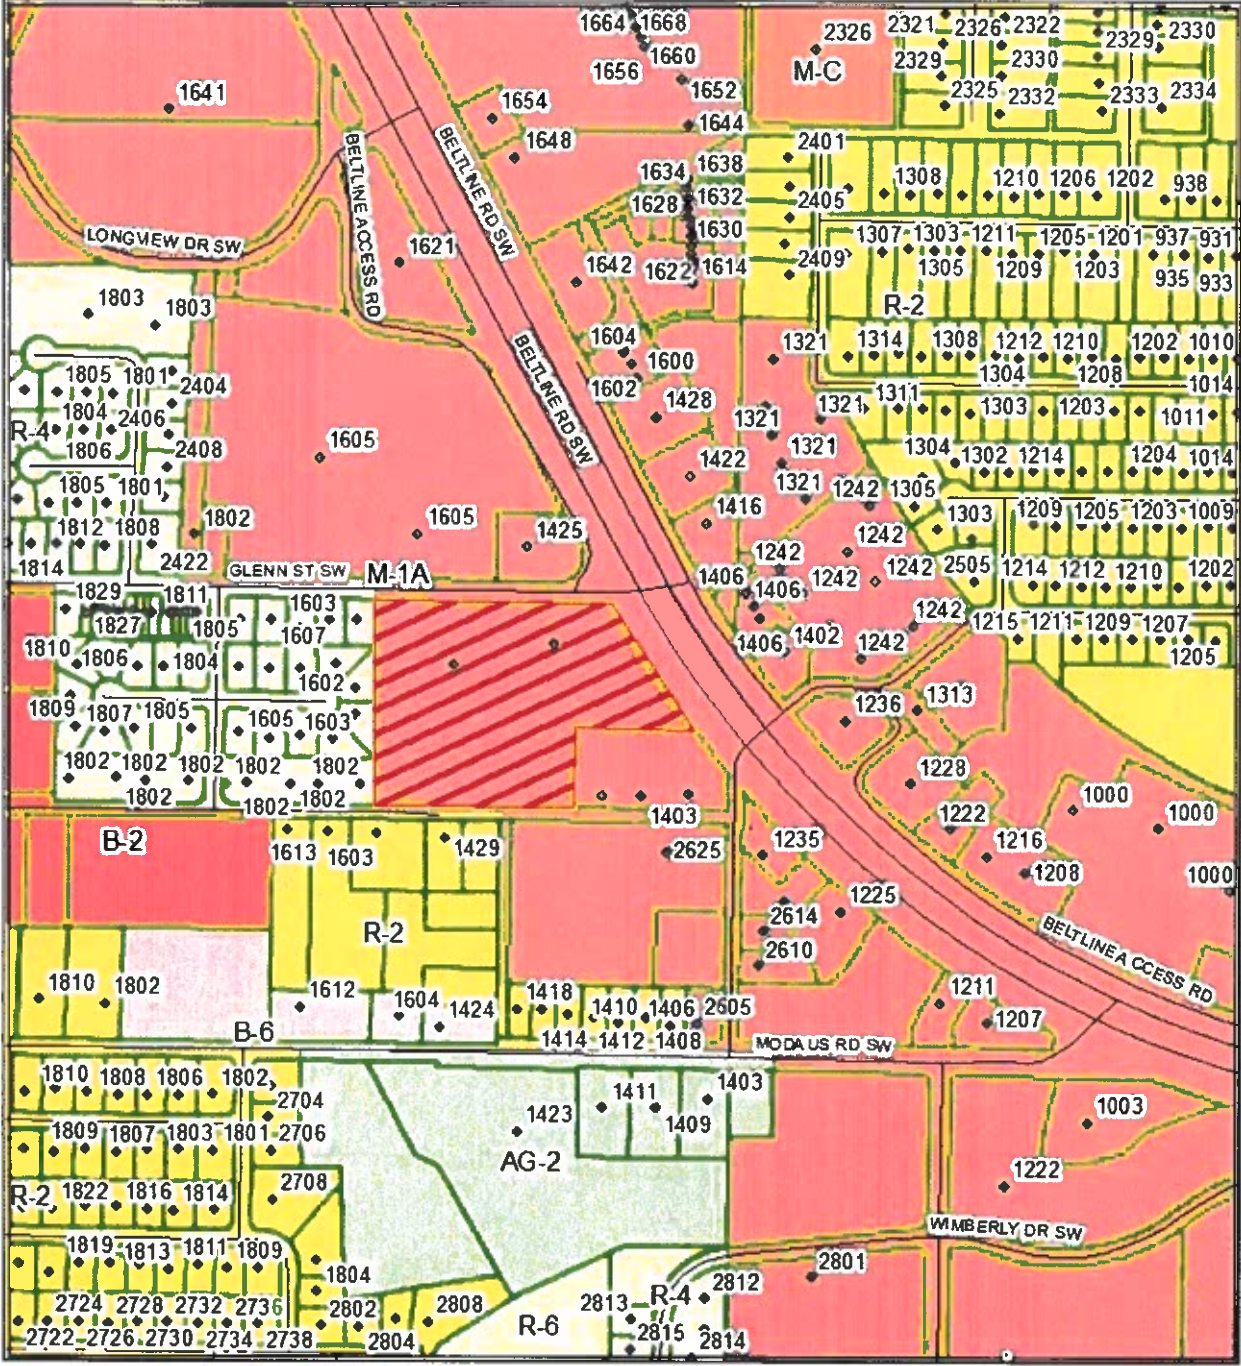 1664 1668 2326 2321 2326 2322 2330
1660 2329
1656 M-C 2329 2330
1641 1654 1652 2325 2332 2333 2334
1644
1648 2401
BELTLINE ACCESS RD
BELTLINE RD SW
1634 1638
1628 1632 2405 1308 1210 1206 1202 938
1630 1307 1303 1211 1205 1201 937 931
LONGVIEW DR SW
1621 1642 1622 1614 2409 1305 1209 1203 935 933
1803 1803 R-2
1604 1600 1321 1314 1308 1212 1210 1202 1010
1805 1801 2404 1602 1304 1208 1014
BELTLINE RD SW
1804 2406 1428 1321 1321 1311 1303 1203 1011
R-4
1806 2408 1605 1321 1304 1302 1214 1204 1014
1805 1801 1422 1321 1242 1305
1812 1808 1802 1605 1425 1416 1242 1303 1209 1205 1203 1009
1814 2422 GLENN ST SW M-1A 1242 1242 1242 2505 1214 1212 1210 1202
1829 1811 1603 1406 1406
1827 1805 1607 1406 1402 1242 1242 1215 1211 1209 1207
1810 1806 1804 1602 1205
1809 1807 1805 1605 1603 1236 1313
1802 1802 1802 1802 1802 1228
1802 1802 1802 1403 1000 1000
B-2 1613 1603 1429 2625 1235 1222 1216
1208 1000
R-2 2614 1225
2610 BELTLINE ACCESS RD
1810 1802 1612 1604 1424 1418 1410 1406 2605 1211
B-6 1414 1412 1408 1207
MODAUS RD SW
1810 1808 1806 1802 2704 1423 1411 1409 1403 1003
1809 1807 1803 1801 2706
AG-2
R-2 1822 1816 1814 2708 1222
WIMBERLY DR SW
1819 1813 1811 1809 1804 2801
2724 2728 2732 2736 2802 2808 2813 R-4 2812
2722 2726 2730 2734 2738 2804 R-6 2815 2814